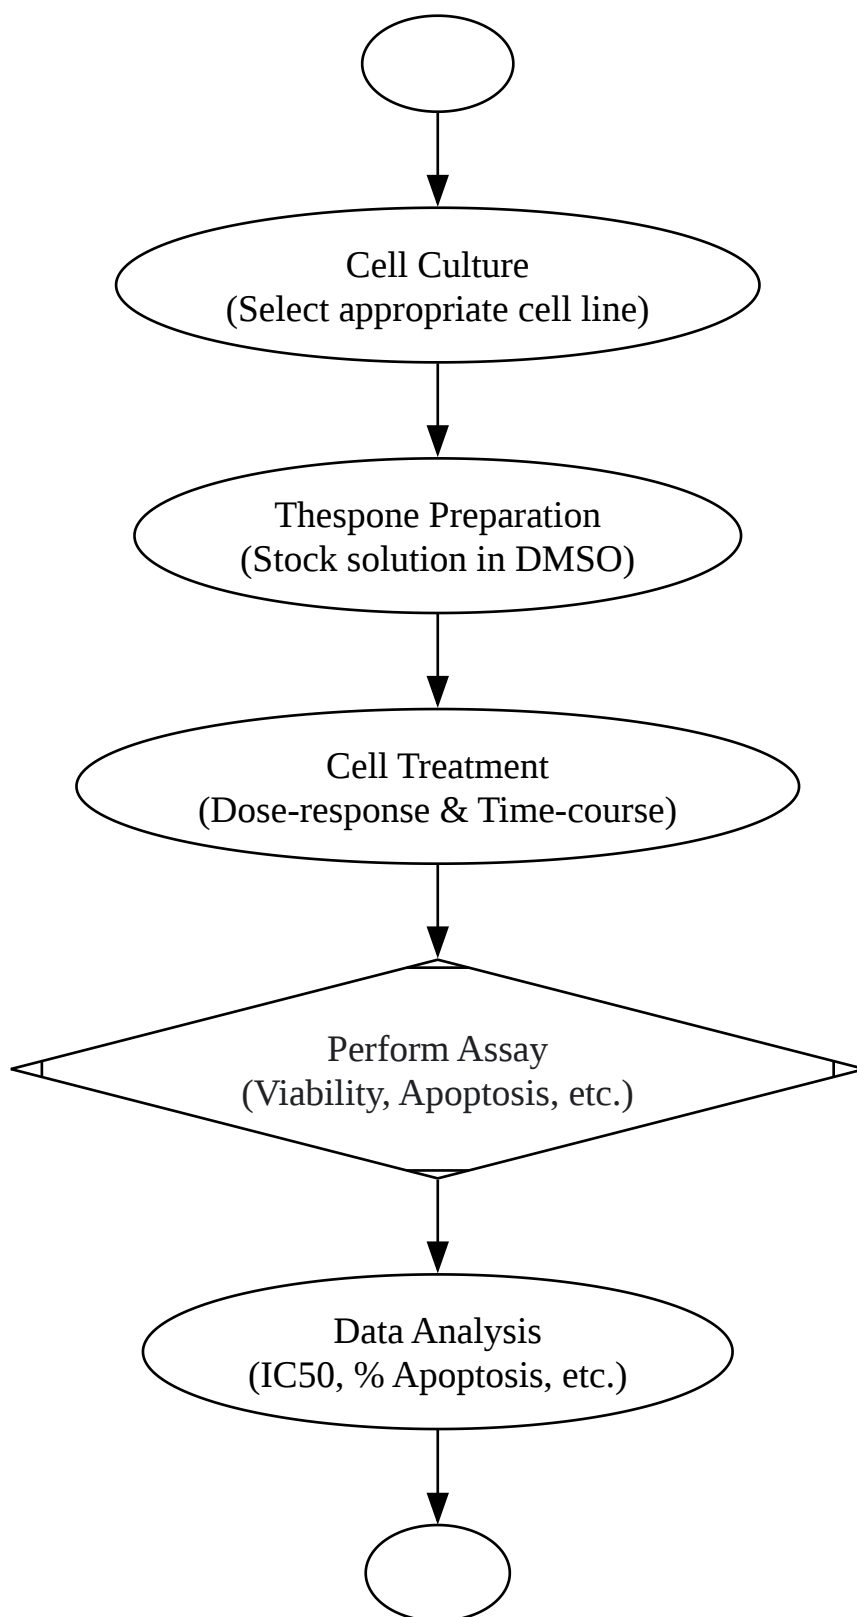 Cell Culture
(Select appropriate cell line)
Thespone Preparation
(Stock solution in DMSO)
Cell Treatment
(Dose-response & Time-course)
Perform Assay
(Viability, Apoptosis, etc.)
Data Analysis
(IC50, % Apoptosis, etc.)